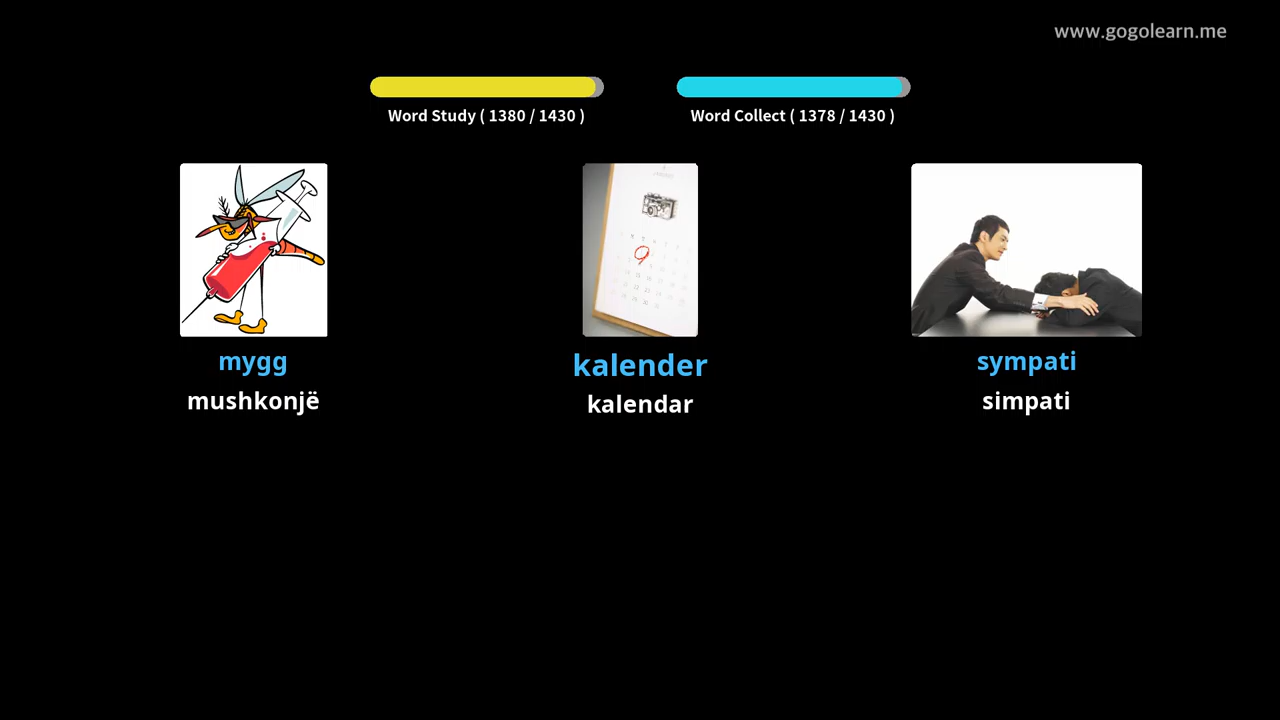 www.gogolearn.me
Word Study ( 1380 / 1430 )
Word Collect ( 1378 / 1430 )
mygg
mushkonjë
kalender
kalendar
sympati
simpati